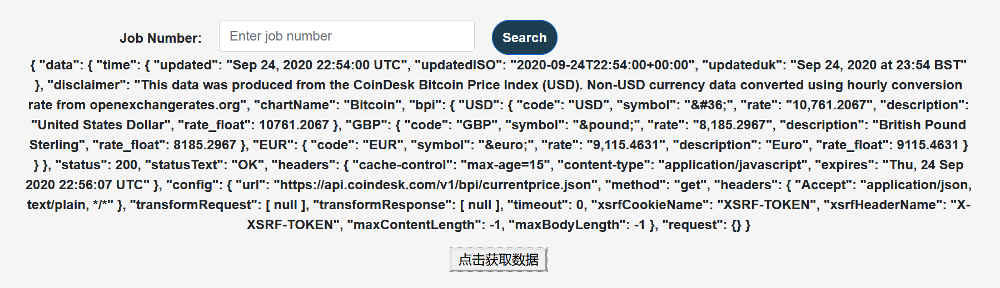 Job Number: Enter job number Search
{ "data": { "time": { "updated": "Sep 24, 2020 22:54:00 UTC", "updatedISO": "2020-09-24T22:54:00+00:00", "updateduk": "Sep 24, 2020 at 23:54 BST"
}, "disclaimer": "This data was produced from the CoinDesk Bitcoin Price Index (USD). Non-USD currency data converted using hourly conversion
rate from openexchangerates.org", "chartName": "Bitcoin", "bpi": { "USD": { "code": "USD", "symbol": "&#36;", "rate": "10,761.2067", "description":
"United States Dollar", "rate_float": 10761.2067 }, "GBP": { "code": "GBP", "symbol": "&pound;", "rate": "8,185.2967", "description": "British Pound
Sterling", "rate_float": 8185.2967 }, "EUR": { "code": "EUR", "symbol": "&euro;", "rate": "9,115.4631", "description": "Euro", "rate_float": 9115.4631 }
} }, "status": 200, "statusText": "OK", "headers": { "cache-control": "max-age=15", "content-type": "application/javascript", "expires": "Thu, 24 Sep
2020 22:56:07 UTC" }, "config": { "url": "https://api.coindesk.com/v1/bpi/currentprice.json", "method": "get", "headers": { "Accept": "application/json,
text/plain, */*" }, "transformRequest": [ null ], "transformResponse": [ null ], "timeout": 0, "xsrfCookieName": "XSRF-TOKEN", "xsrfHeaderName": "X-
XSRF-TOKEN", "maxContentLength": -1, "maxBodyLength": -1 }, "request": {} }
点击获取数据